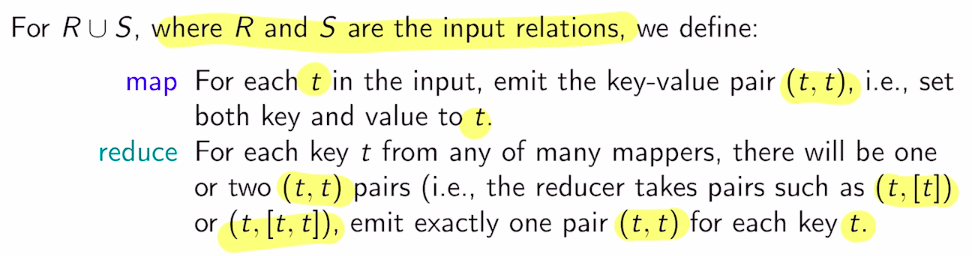 For R ∪ S, where R and S are the input relations, we define:
map For each t in the input, emit the key-value pair (t, t), i.e., set
both key and value to t.
reduce For each key t from any of many mappers, there will be one
or two (t, t) pairs (i.e., the reducer takes pairs such as (t, [t])
or (t, [t, t]), emit exactly one pair (t, t) for each key t.